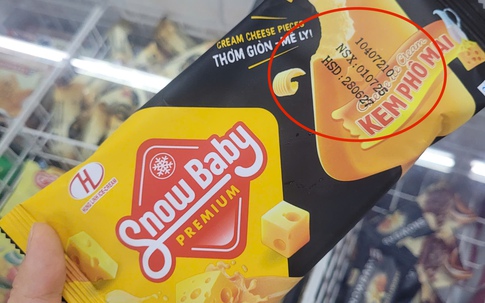 CREAM CHEESE PIECES
THƠM GIÒN - MÊ LY!
10407210
NSX:010725
HSD:280627
KEM PHÔ MAI
H
Snow Baby
PREMIUM